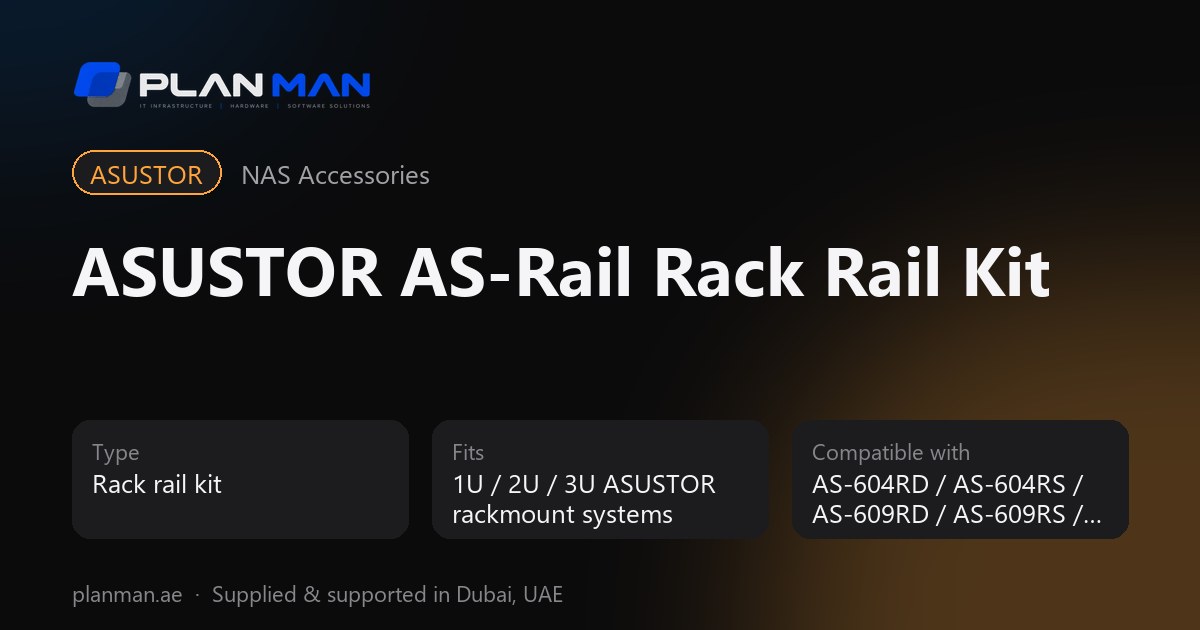 PLAN MAN
IT INFRASTRUCTURE | HARDWARE | SOFTWARE SOLUTIONS
ASUSTOR NAS Accessories
ASUSTOR AS-Rail Rack Rail Kit
Type
Rack rail kit
Fits
1U / 2U / 3U ASUSTOR
rackmount systems
Compatible with
AS-604RD / AS-604RS /
AS-609RD / AS-609RS /...
planman.ae · Supplied & supported in Dubai, UAE